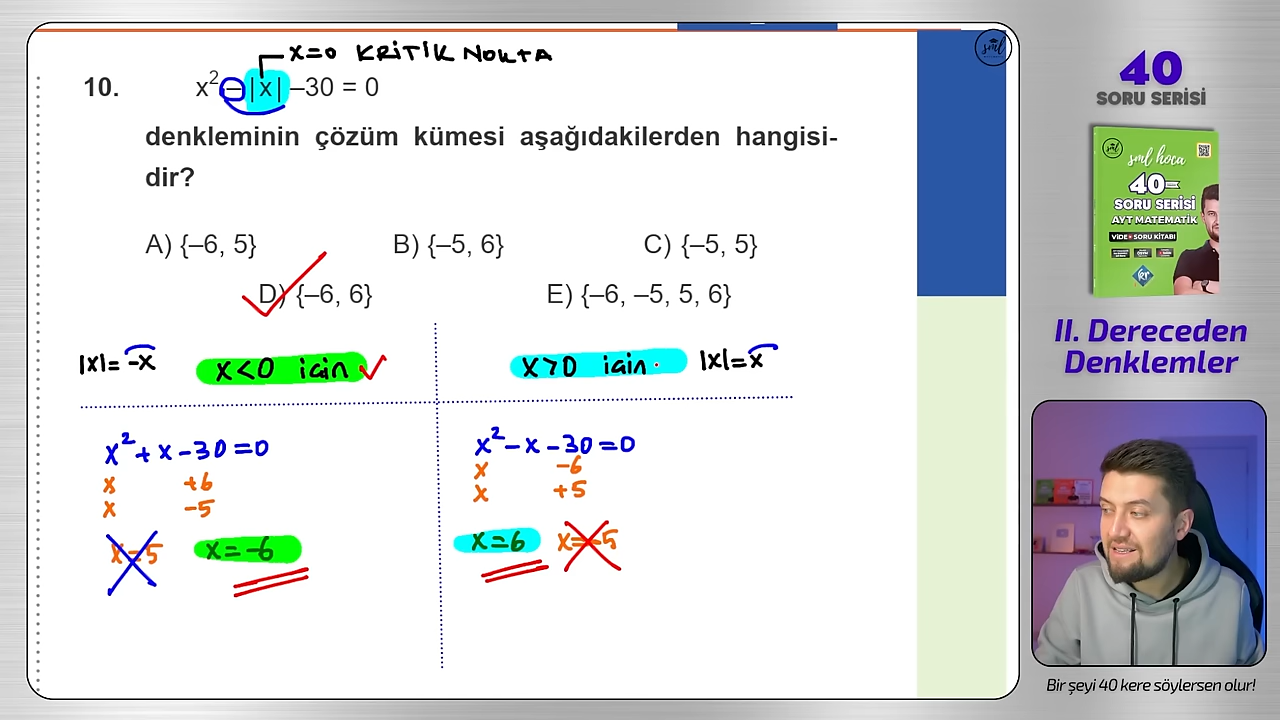 x=0 KRİTİK NOKTA
10. x² –|x| –30 = 0
denkleminin çözüm kümesi aşağıdakilerden hangisi-
dir?
A) {–6, 5} B) {–5, 6} C) {–5, 5}
D) {–6, 6} E) {–6, –5, 5, 6}
|x|= -x x<0 için x>0 için |x|=x
x²+x-30=0
x +6
x -5
x=5 x=-6
x²-x-30=0
x -6
x +5
x=6 x=-5
sml
40
SORU SERİSİ
sml hoca
40
SORU SERİSİ
AYT MATEMATİK
VİDEO SORU KİTABI
II. Dereceden
Denklemler
Bir şeyi 40 kere söylersen olur!